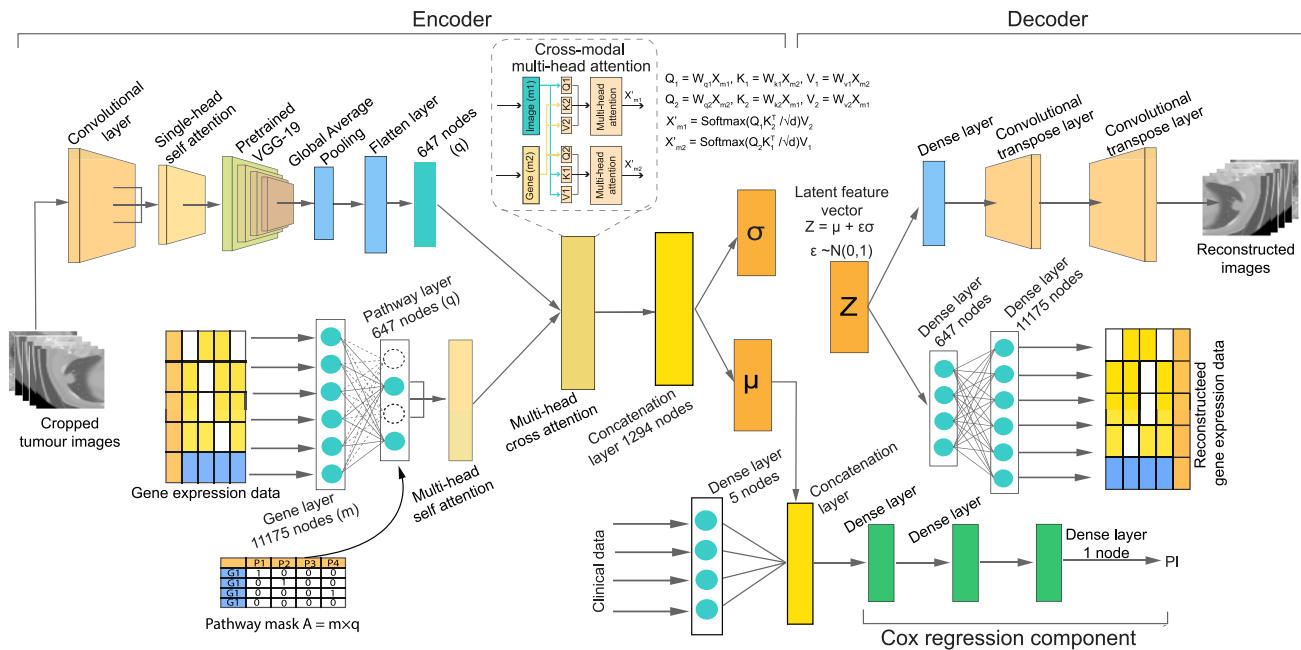 Encoder
Decoder
Cross-modal
multi-head attention
Image (m1)
Gene (m2)
Q1
K2
V2
Q2
K1
V1
Multi-head
attention
Multi-head
attention
X'm1
X'm2
Q1 = Wq1Xm1, K1 = Wk1Xm2, V1 = Wv1Xm2
Q2 = Wq2Xm2, K2 = Wk2Xm1, V2 = Wv2Xm1
X'm1 = Softmax(Q1K2ᵀ /√d)V2
X'm2 = Softmax(Q2K1ᵀ /√d)V1
Convolutional
layer
Single-head
self attention
Pretrained
VGG-19
Global Average
Pooling
Flatten layer
647 nodes
(q)
Dense layer
Convolutional
transpose layer
Convolutional
transpose layer
Reconstructed
images
Latent feature
vector
Z = μ + εσ
ε ~N(0,1)
σ
μ
Z
Cropped
tumour images
Gene expression data
Gene layer
11175 nodes (m)
Pathway layer
647 nodes (q)
Multi-head
self attention
Multi-head
cross attention
Concatenation
layer 1294 nodes
Dense layer
647 nodes
Dense layer
11175 nodes
Reconstructeed
gene expression data
P1 P2 P3 P4
G1 1 0 0 0
G1 0 1 0 0
G1 0 0 0 1
G1 0 0 0 0
Pathway mask A = m×q
Clinical data
Dense layer
5 nodes
Concatenation
layer
Dense layer
Dense layer
Dense layer
1 node
PI
Cox regression component